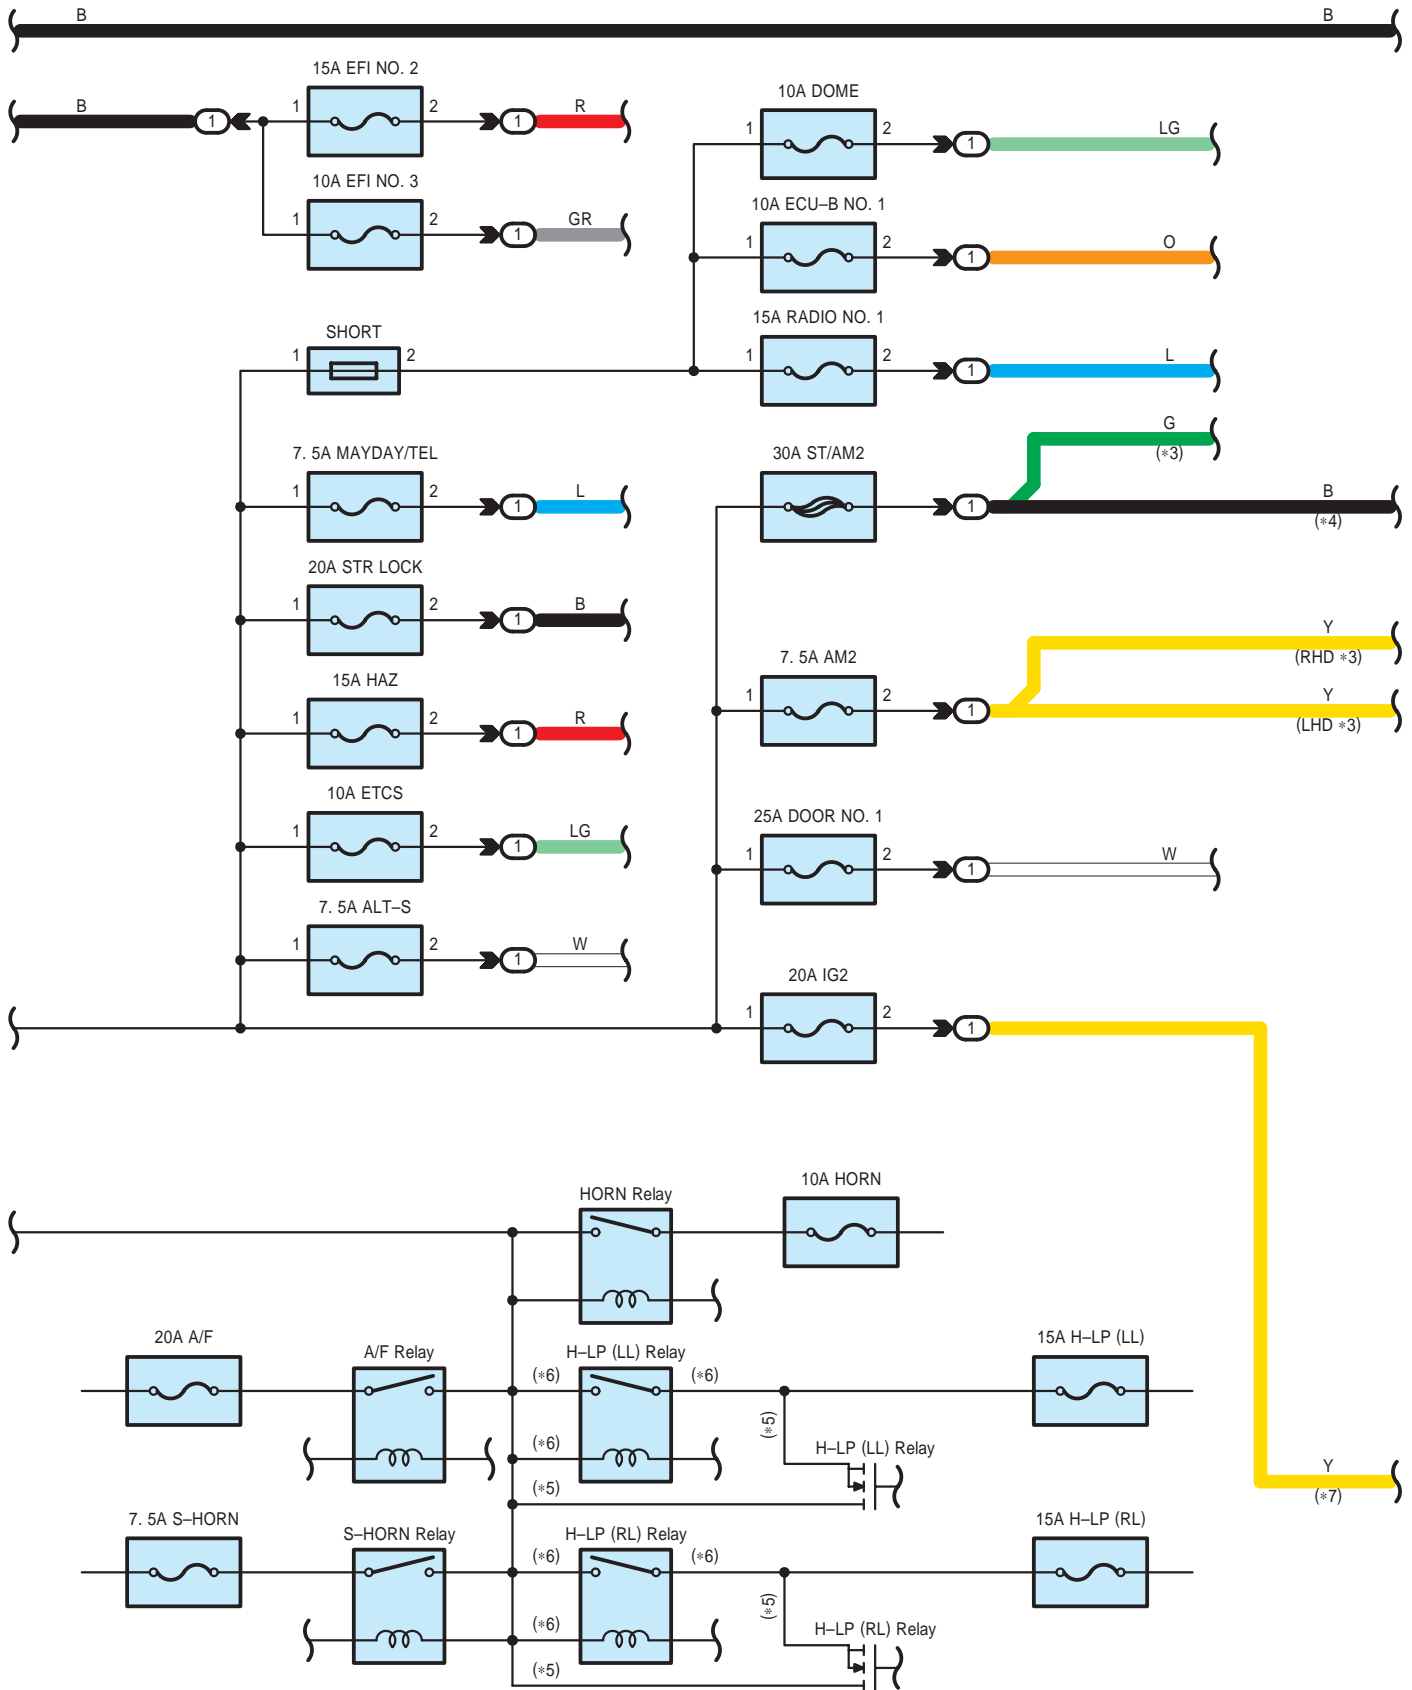 B B
15A EFI NO. 2
B 1 1 2 1 R
10A EFI NO. 3
1 2 1 GR
10A DOME
1 2 1 LG
10A ECU–B NO. 1
1 2 1 O
SHORT
1 2
15A RADIO NO. 1
1 2 1 L
7. 5A MAYDAY/TEL
1 2 1 L
30A ST/AM2
1 2 1
G
(*3)
B
(*4)
20A STR LOCK
1 2 1 B
15A HAZ
1 2 1 R
7. 5A AM2
1 2 1
Y
(RHD *3)
Y
(LHD *3)
10A ETCS
1 2 1 LG
25A DOOR NO. 1
1 2 1 W
7. 5A ALT–S
1 2 1 W
20A IG2
1 2 1
HORN Relay
10A HORN
20A A/F
A/F Relay
(*6)
H–LP (LL) Relay
(*6)
15A H–LP (LL)
(*5)
(*6)
H–LP (LL) Relay
(*5)
Y
(*7)
7. 5A S–HORN
S–HORN Relay
(*6)
H–LP (RL) Relay
(*6)
15A H–LP (RL)
(*5)
(*6)
H–LP (RL) Relay
(*5)